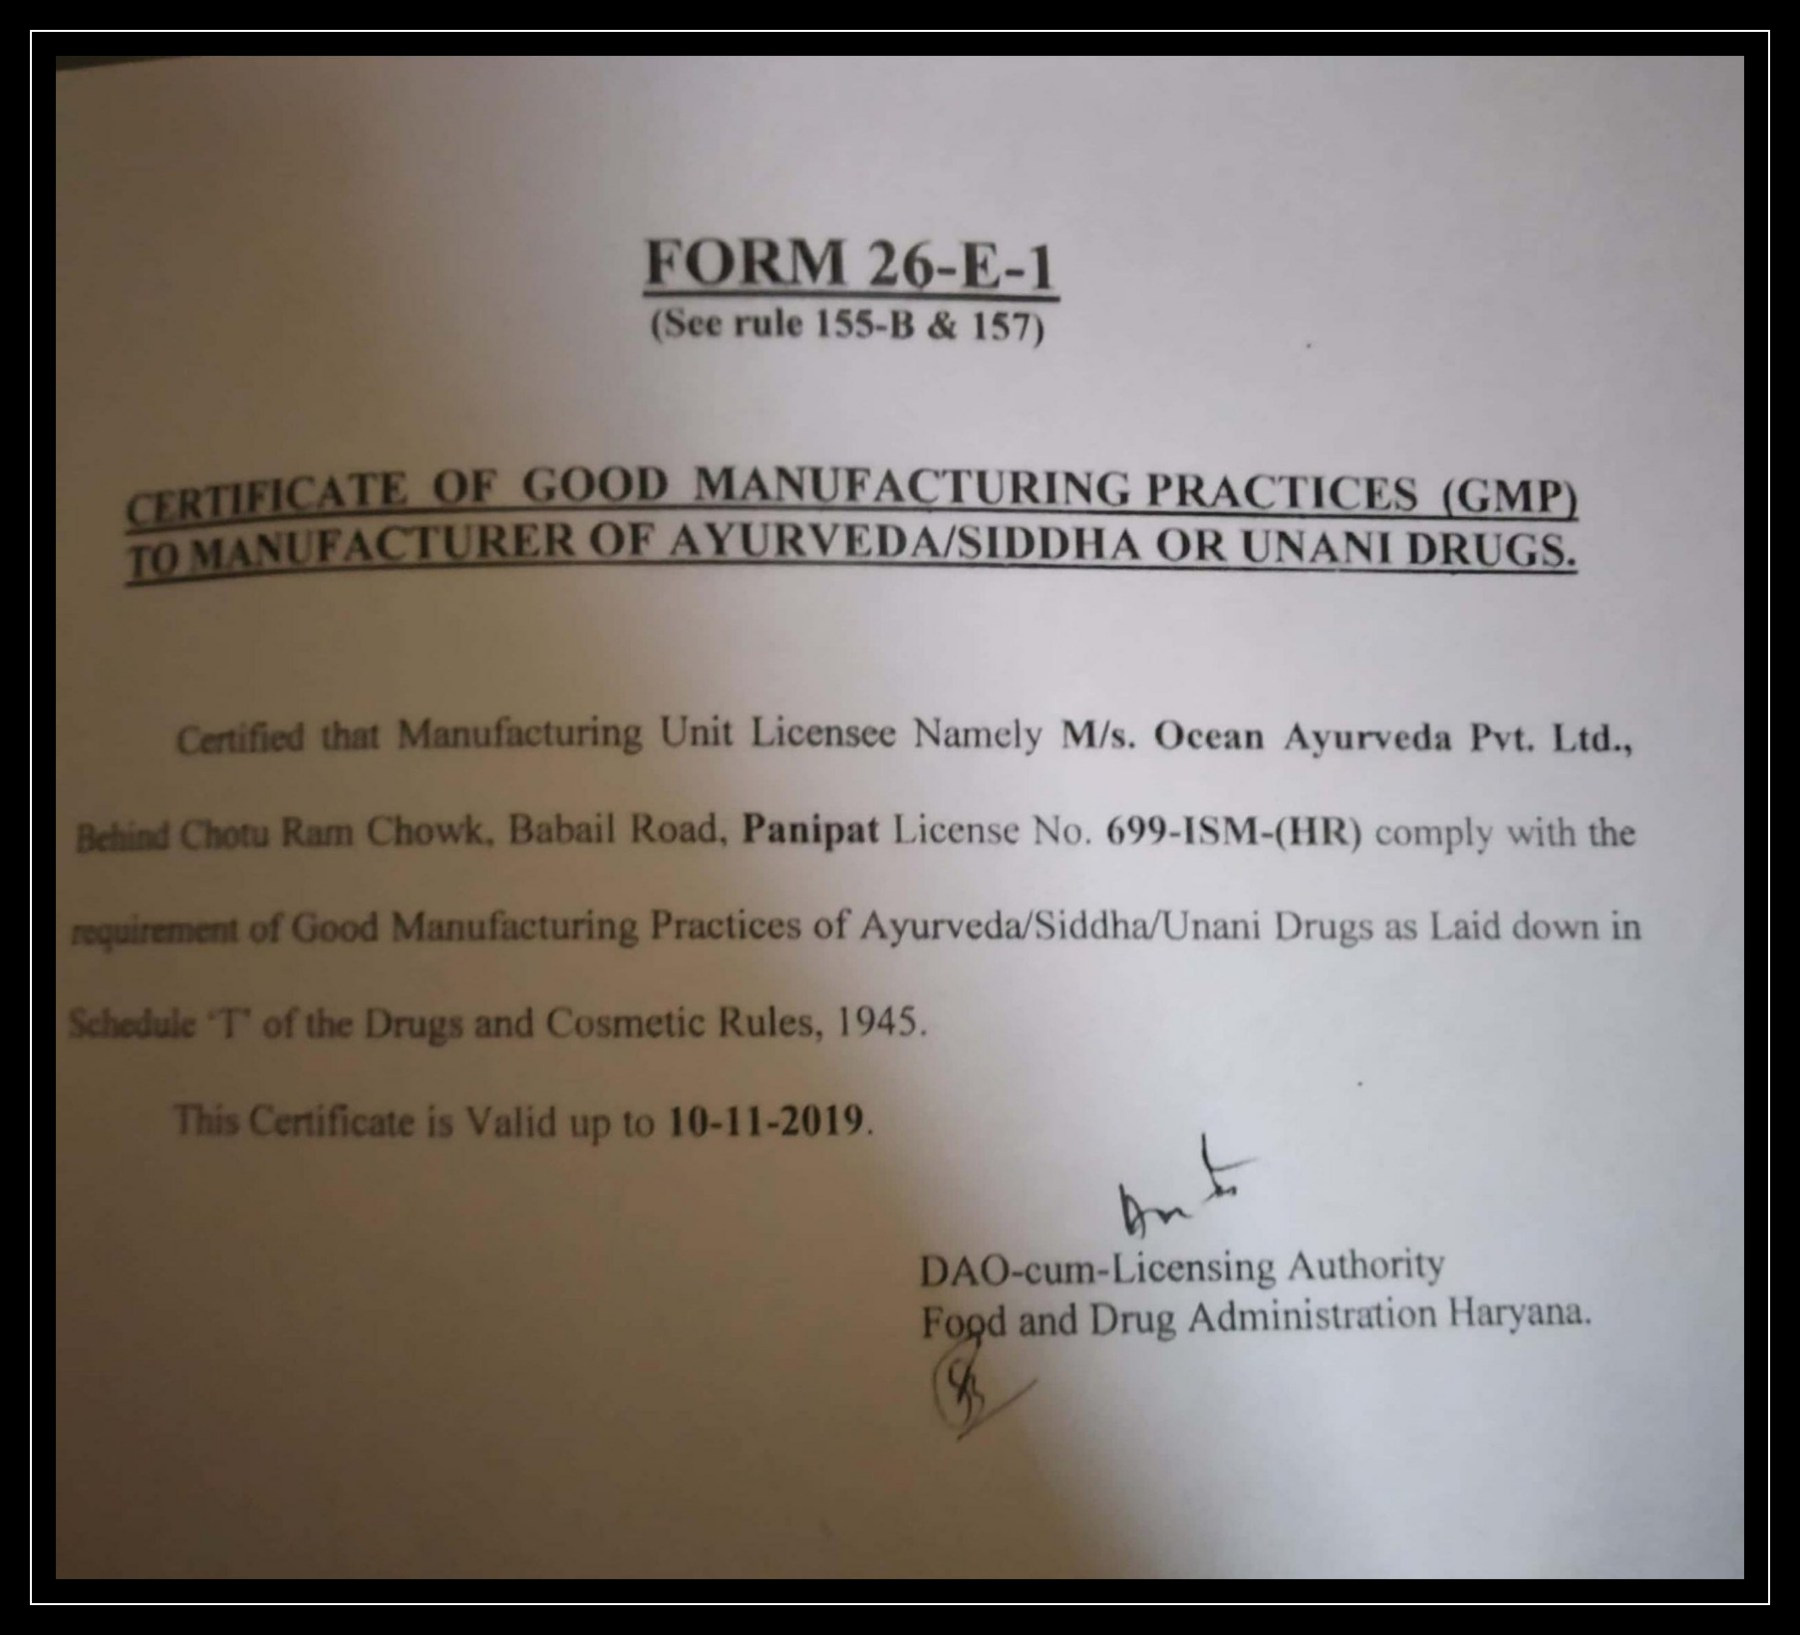 FORM 26-E-1
(See rule 155-B & 157)
CERTIFICATE OF GOOD MANUFACTURING PRACTICES (GMP)
TO MANUFACTURER OF AYURVEDA/SIDDHA OR UNANI DRUGS.
Certified that Manufacturing Unit Licensee Namely M/s. Ocean Ayurveda Pvt. Ltd.,
Behind Chotu Ram Chowk, Babail Road, Panipat License No. 699-ISM-(HR) comply with the
requirement of Good Manufacturing Practices of Ayurveda/Siddha/Unani Drugs as Laid down in
Schedule 'T' of the Drugs and Cosmetic Rules, 1945.
This Certificate is Valid up to 10-11-2019.
DAO-cum-Licensing Authority
Food and Drug Administration Haryana.